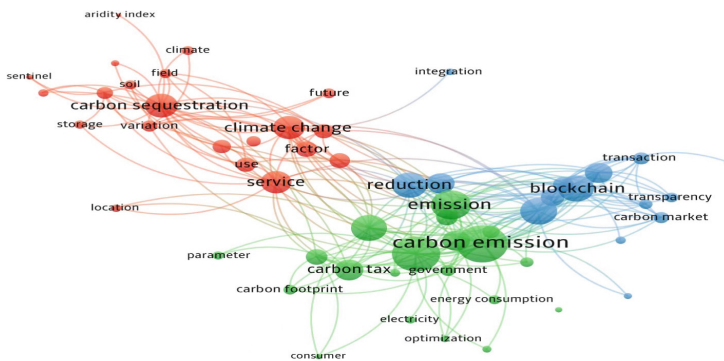 aridity index
climate
field
sentinel
soil
integration
future
carbon sequestration
storage
variation
climate change
factor
transaction
use
service
reduction
blockchain
transparency
emission
location
carbon market
carbon emission
parameter
carbon tax
government
carbon footprint
energy consumption
electricity
optimization
consumer